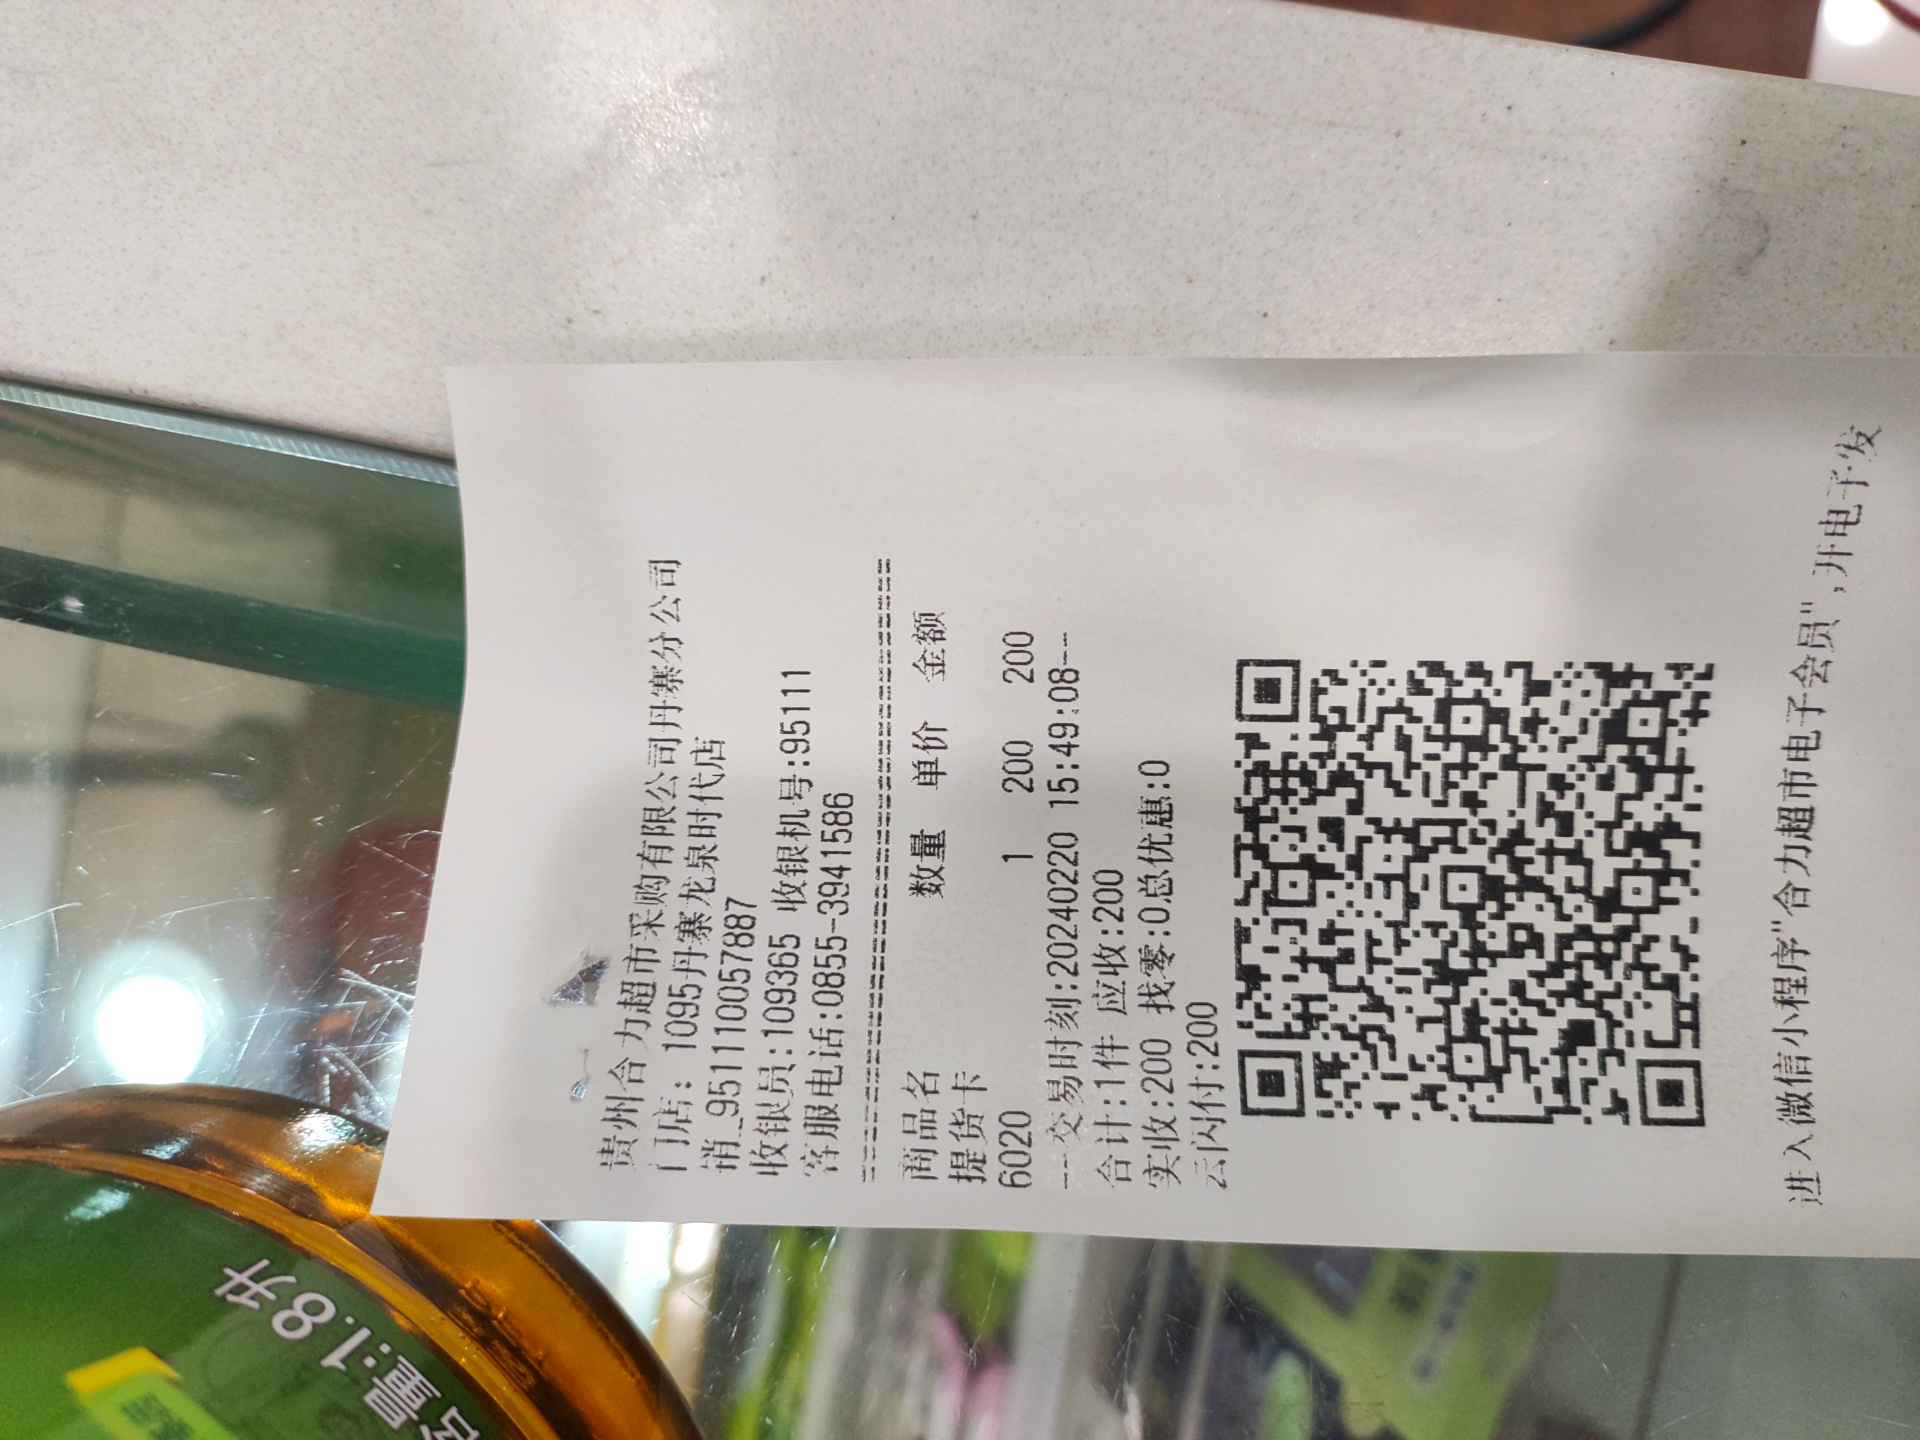 贵州合力超市采购有限公司丹寨分公司
门店: 1095丹寨龙泉时代店
销_951110057887
收银员:109365 收银机号:95111
客服电话:0855-3941586
商品名 数量 单价 金额
提货卡
6020 1 200 200
--交易时刻:20240220 15:49:08--
合计:1件 应收:200
实收:200 找零:0总优惠:0
云闪付:200
进入微信小程序"合力超市电子会员",开电子发
量:1.8升